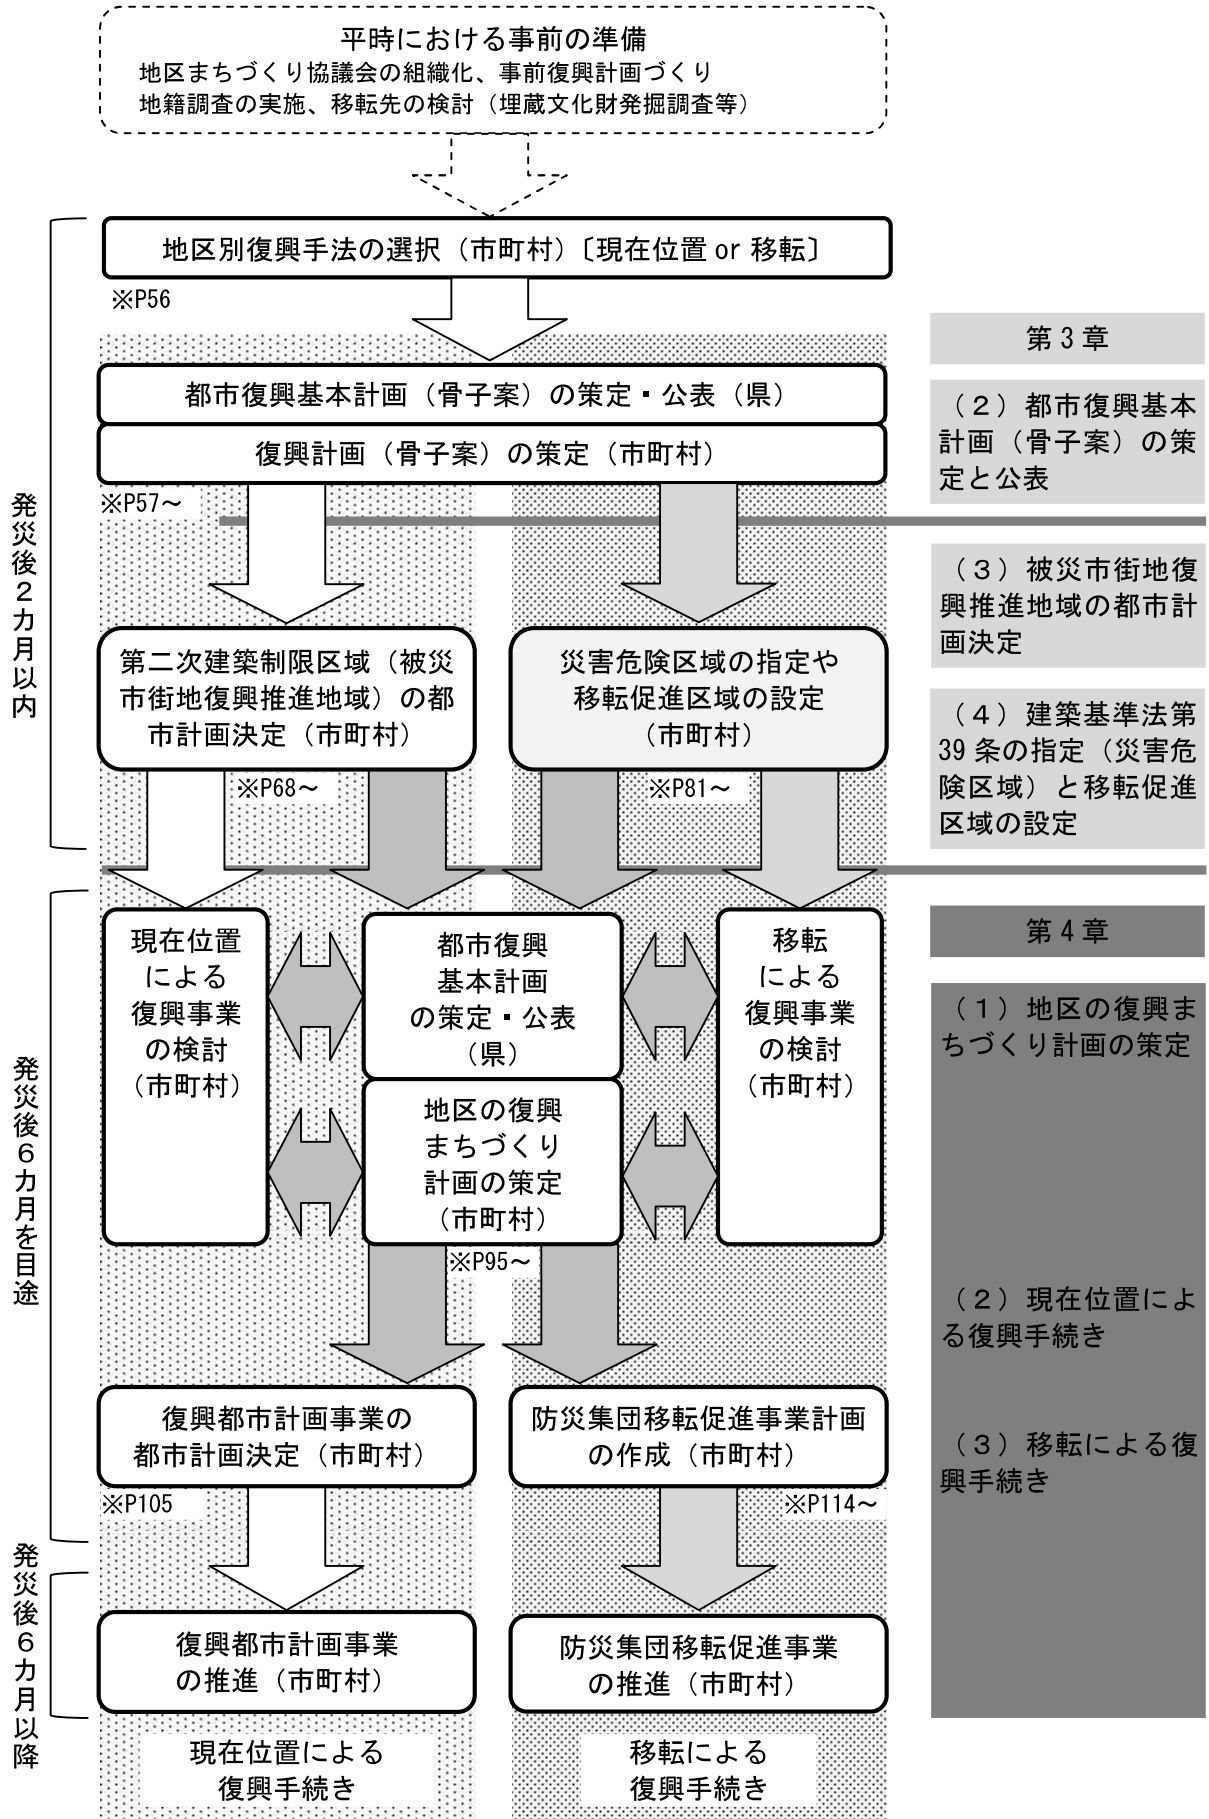 平時における事前の準備
地区まちづくり協議会の組織化、事前復興計画づくり
地籍調査の実施、移転先の検討（埋蔵文化財発掘調査等）
発災後２カ月以内
地区別復興手法の選択（市町村）〔現在位置 or 移転〕
※P56
都市復興基本計画（骨子案）の策定・公表（県）
復興計画（骨子案）の策定（市町村）
※P57～
第３章
（２）都市復興基本
計画（骨子案）の策
定と公表
（３）被災市街地復
興推進地域の都市計
画決定
（４）建築基準法第
39 条の指定（災害危
険区域）と移転促進
区域の設定
第二次建築制限区域（被災
市街地復興推進地域）の都
市計画決定（市町村）
※P68～
災害危険区域の指定や
移転促進区域の設定
（市町村）
※P81～
発災後６カ月を目途
現在位置
による
復興事業
の検討
（市町村）
都市復興
基本計画
の策定・公表
（県）
地区の復興
まちづくり
計画の策定
（市町村）
※P95～
移転
による
復興事業
の検討
（市町村）
第４章
（１）地区の復興ま
ちづくり計画の策定
（２）現在位置によ
る復興手続き
（３）移転による復
興手続き
復興都市計画事業の
都市計画決定（市町村）
※P105
防災集団移転促進事業計画
の作成（市町村）
※P114～
発災後６カ月以降
復興都市計画事業
の推進（市町村）
防災集団移転促進事業
の推進（市町村）
現在位置による
復興手続き
移転による
復興手続き